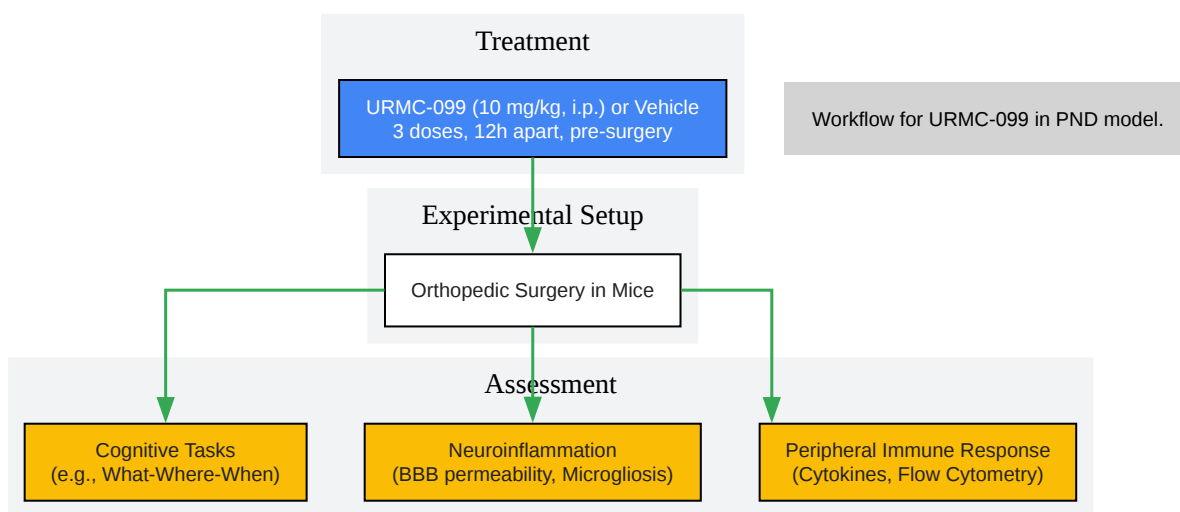 Treatment
URMC-099 (10 mg/kg, i.p.) or Vehicle
3 doses, 12h apart, pre-surgery
Workflow for URMC-099 in PND model.
Experimental Setup
Orthopedic Surgery in Mice
Assessment
Cognitive Tasks
(e.g., What-Where-When)
Neuroinflammation
(BBB permeability, Microgliosis)
Peripheral Immune Response
(Cytokines, Flow Cytometry)